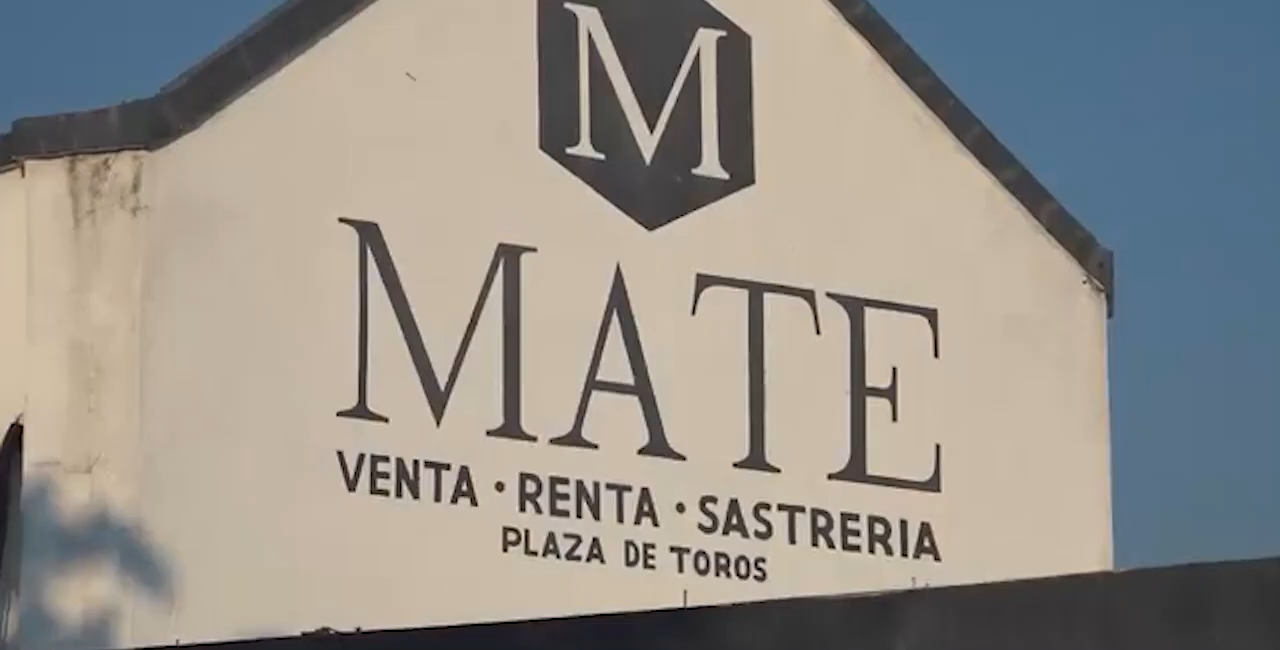 M
MATE
VENTA · RENTA · SASTRERIA
PLAZA DE TOROS